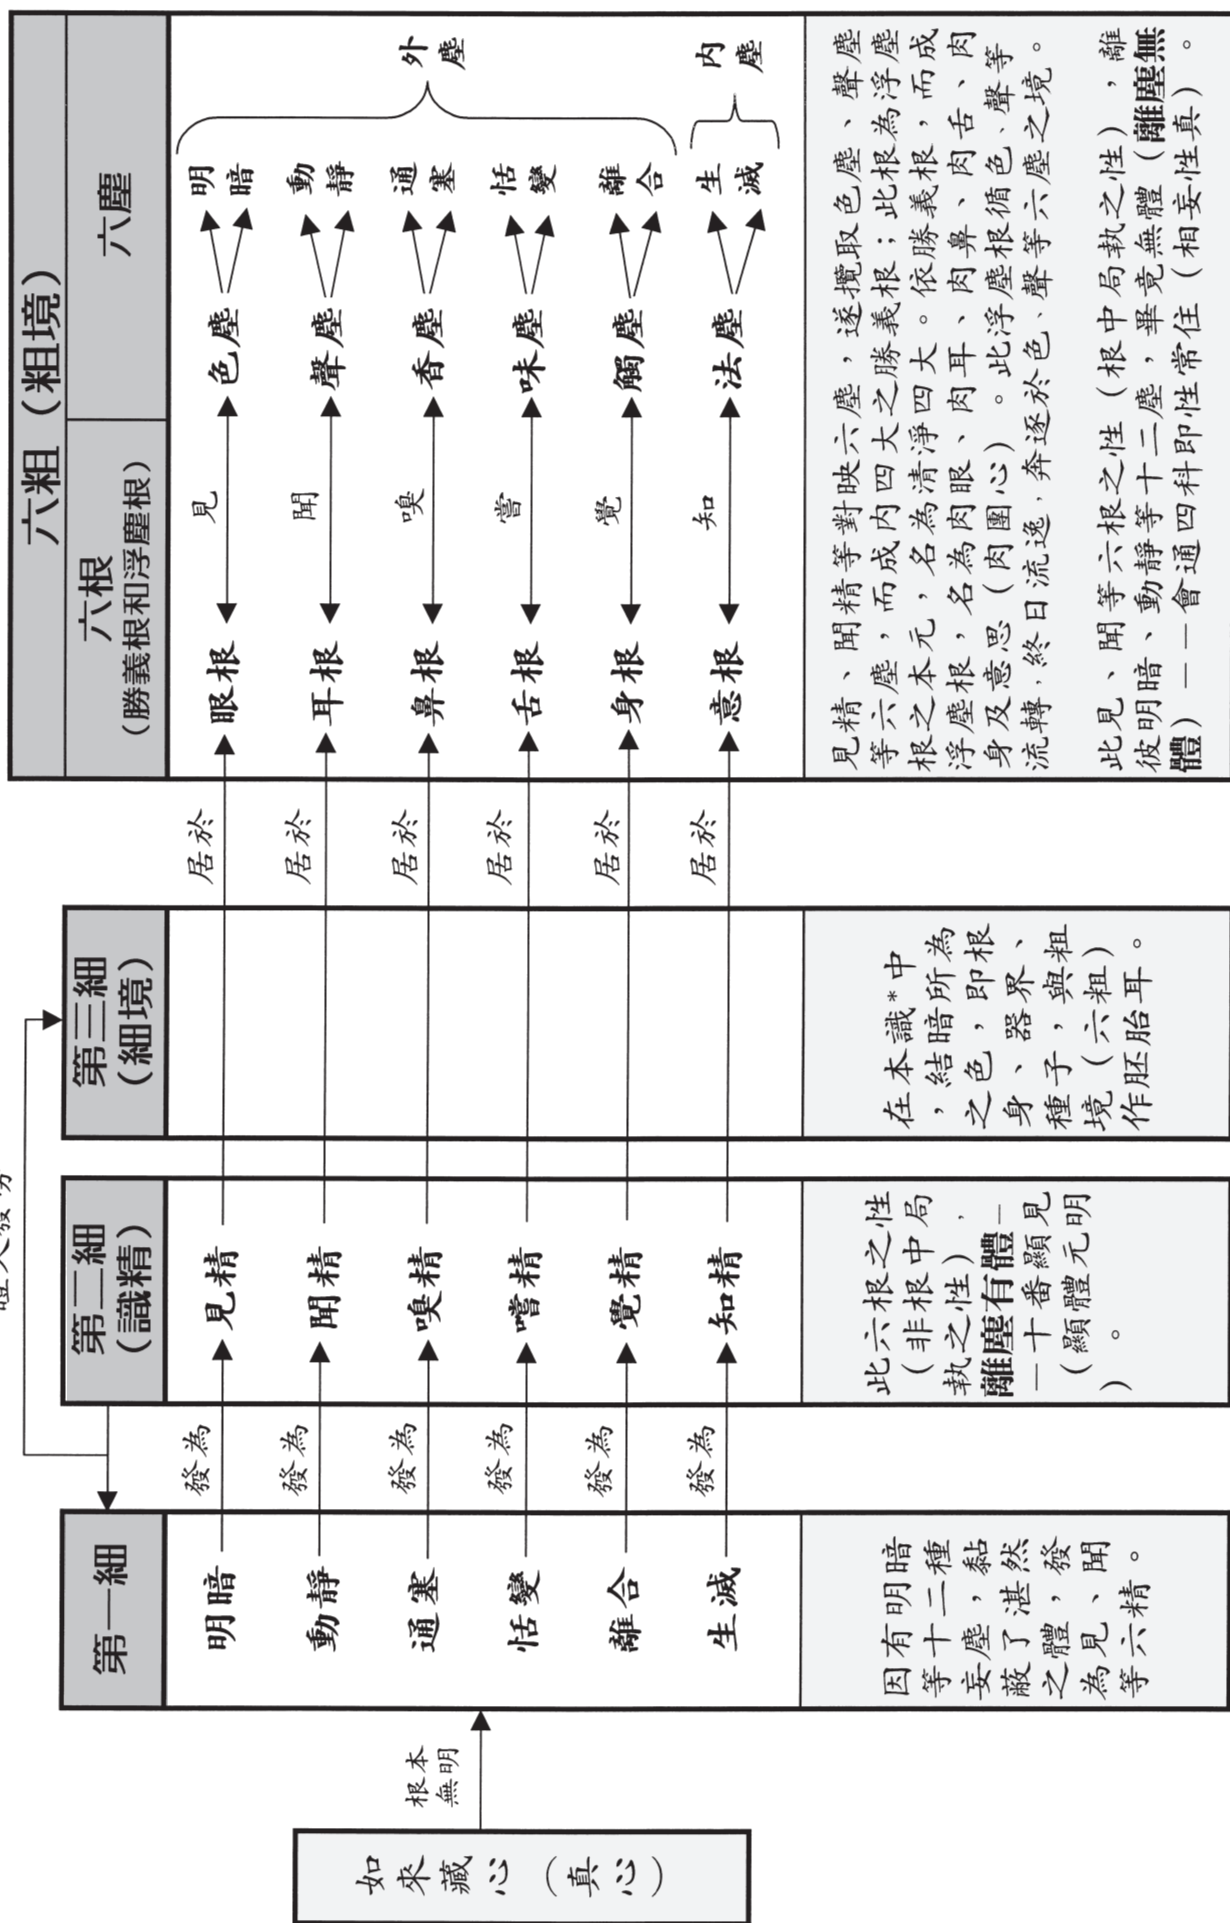 如來藏心（真心）
根本
無明
第一細
明暗
動靜
通塞
恬變
離合
生滅
因有明暗
等十二種
妄塵，黏
蔽了湛然
之體，發
為見、聞
等六精。
發為
發為
發為
發為
發為
發為
第二細
（識精）
見精
聞精
嗅精
嚐精
覺精
知精
此六根之性
（非根中局
執之性），
離塵有體—
—十番顯見
（顯體元明
）。
第三細
（細境）
在本識*中
，結暗所為
之色，即根
身、器界、
種子，與粗
境（六粗）
作胚胎耳。
居於
居於
居於
居於
居於
居於
六粗（粗境）
六根
（勝義根和浮塵根）
六塵
眼根
見
色塵
明
暗
耳根
聞
聲塵
動
靜
鼻根
嗅
香塵
通
塞
舌根
嘗
味塵
恬
變
身根
覺
觸塵
離
合
意根
知
法塵
生
滅
外塵
內塵
見精、聞精等對映六塵，遂攬取色塵、聲塵
等六塵，而成內四大之勝義根；此根為浮塵
根之本元，名為清淨四大。依勝義根，而成
浮塵根，名為肉眼、肉耳、肉鼻、肉舌、肉
身及意思（肉團心）。此浮塵根循色、聲等
流轉，終日流逸，奔逐於色、聲等六塵之境。
此見、聞等六根之性（根中局執之性），離
彼明暗、動靜等十二塵，畢竟無體（離塵無
體）——會通四科即性常住（相妄性真）。